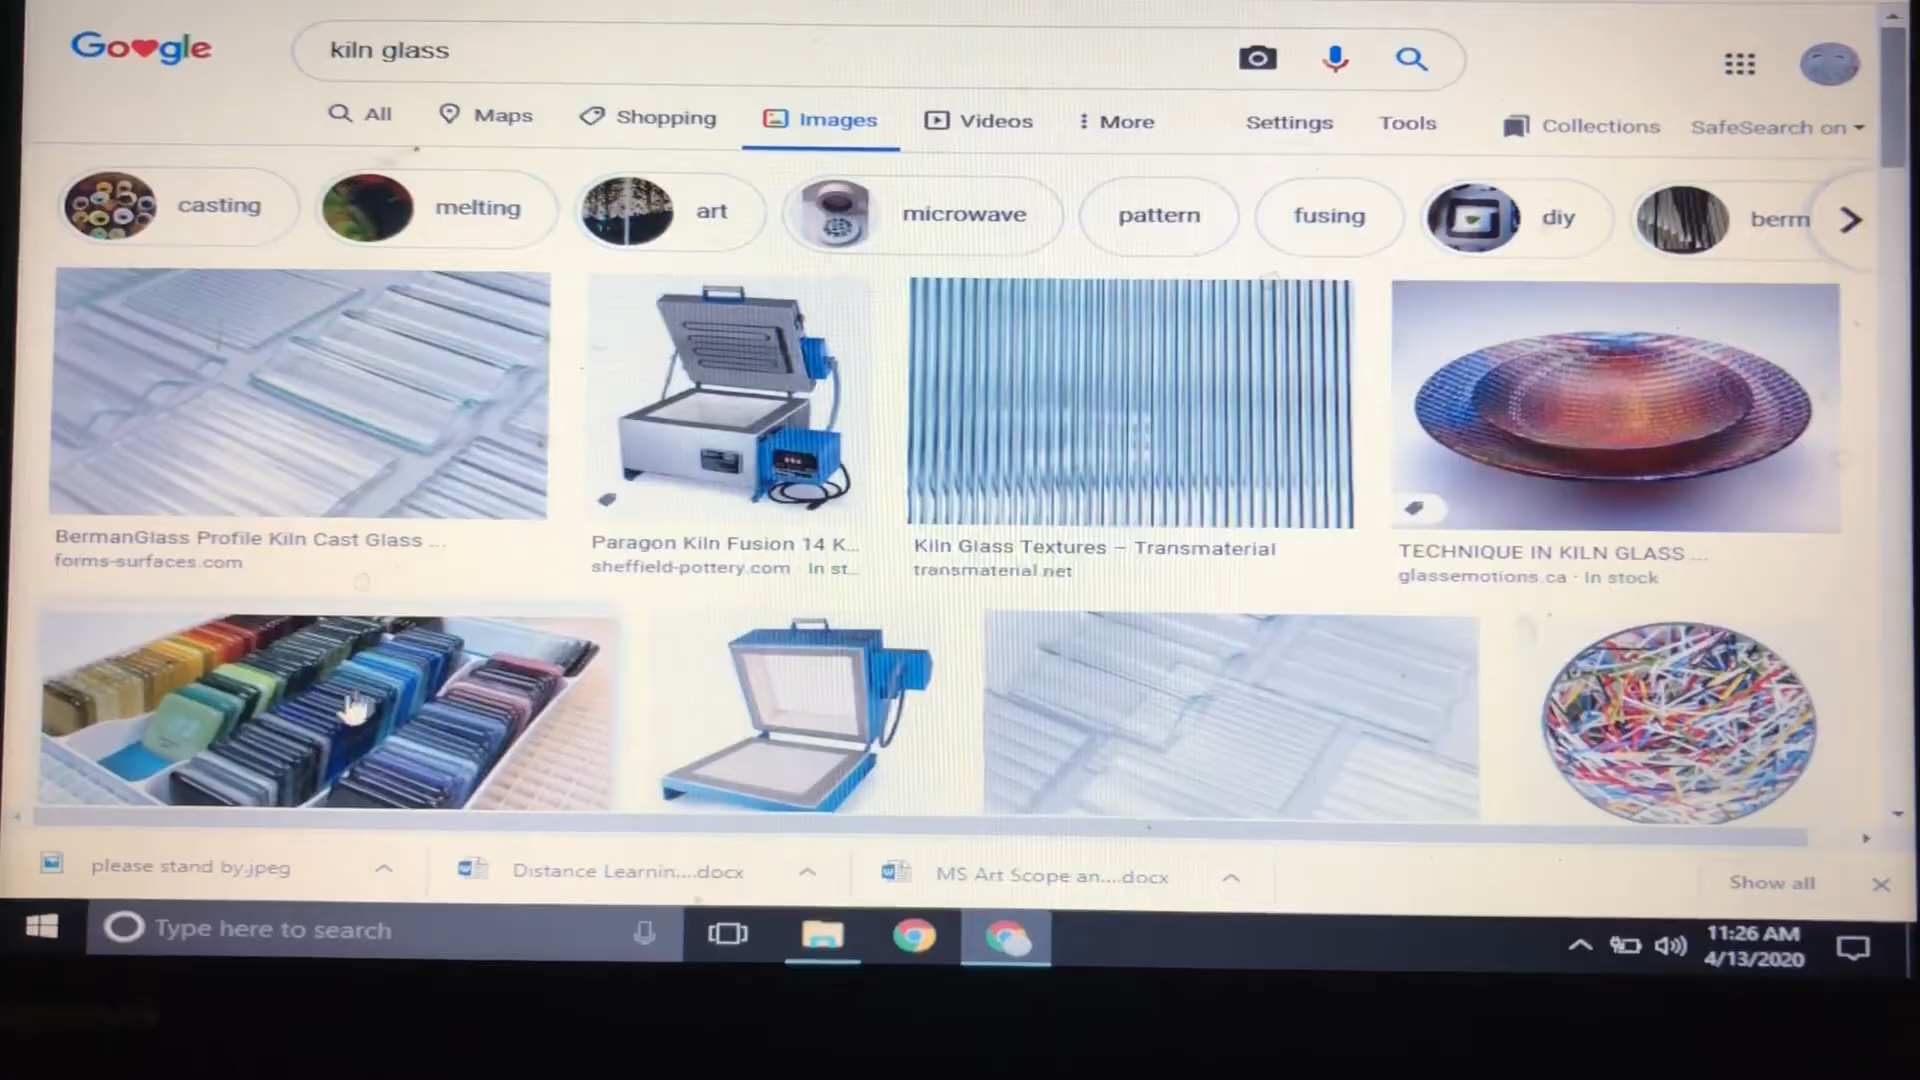 Google
kiln glass
All Maps Shopping Images Videos More Settings Tools Collections SafeSearch on
casting melting art microwave pattern fusing diy berm
BermanGlass Profile Kiln Cast Glass ...
forms-surfaces.com
Paragon Kiln Fusion 14 K...
sheffield-pottery.com · In st...
Kiln Glass Textures – Transmaterial
transmaterial.net
TECHNIQUE IN KILN GLASS ...
glassemotions.ca · In stock
please stand by.jpeg Distance Learnin....docx MS Art Scope an....docx Show all
Type here to search
11:26 AM
4/13/2020